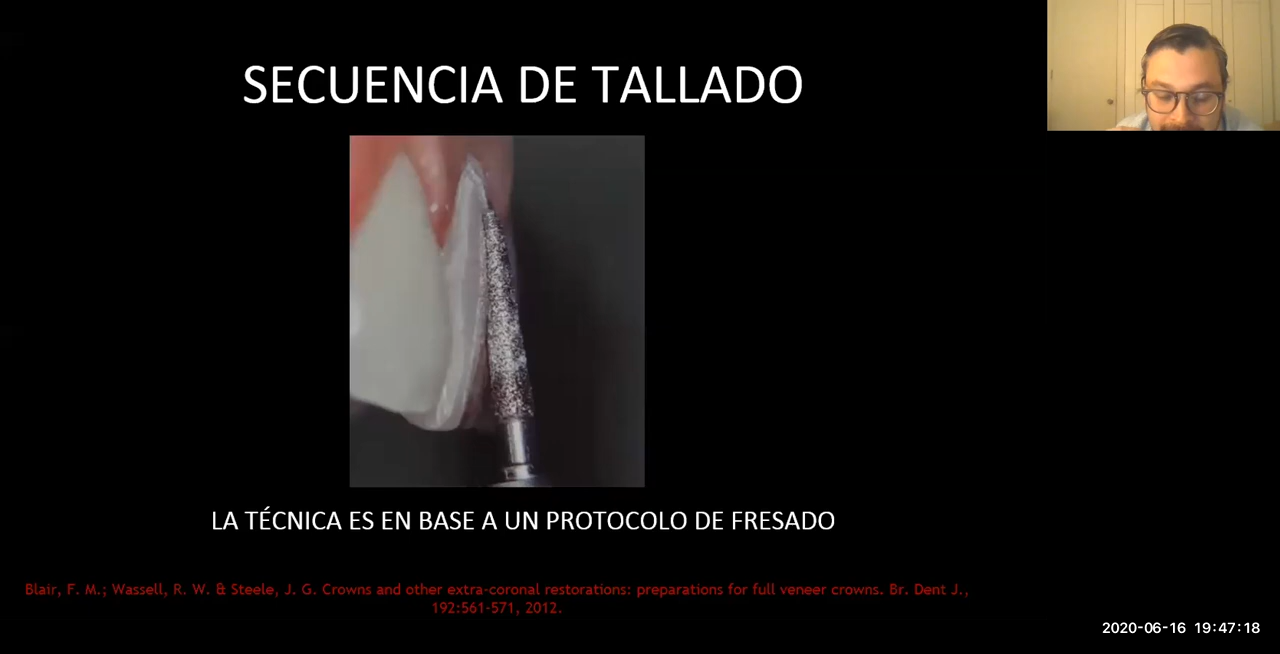 SECUENCIA DE TALLADO
LA TÉCNICA ES EN BASE A UN PROTOCOLO DE FRESADO
Blair, F. M.; Wassell, R. W. & Steele, J. G. Crowns and other extra-coronal restorations: preparations for full veneer crowns. Br. Dent J.,
192:561-571, 2012.
2020-06-16 19:47:18